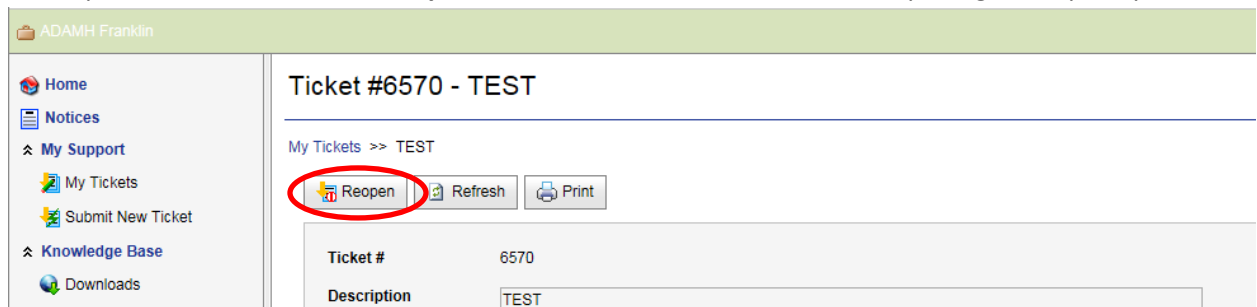 ADAMH Franklin
Home
Notices
My Support
My Tickets
Submit New Ticket
Knowledge Base
Downloads
Ticket #6570 - TEST
My Tickets >> TEST
Reopen Refresh Print
Ticket # 6570
Description TEST